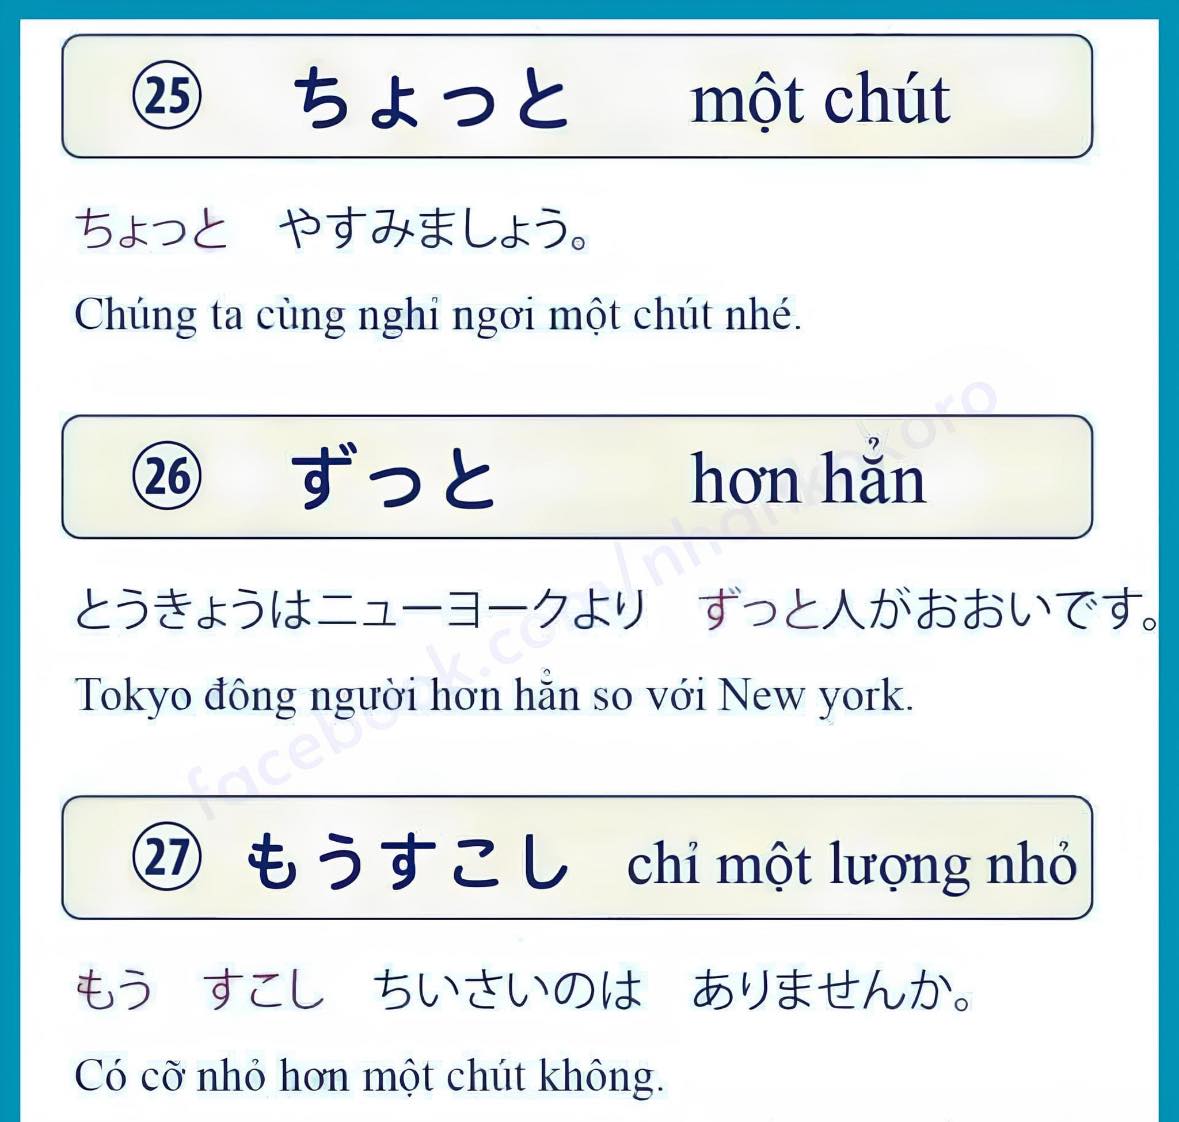 25 ちょっと một chút
ちょっと　やすみましょう。
Chúng ta cùng nghỉ ngơi một chút nhé.
26 ずっと hơn hẳn
とうきょうはニューヨークより　ずっと人がおおいです。
Tokyo đông người hơn hẳn so với New york.
27 もうすこし chỉ một lượng nhỏ
もう　すこし　ちいさいのは　ありませんか。
Có cỡ nhỏ hơn một chút không.
facebook.com/nhankokoro